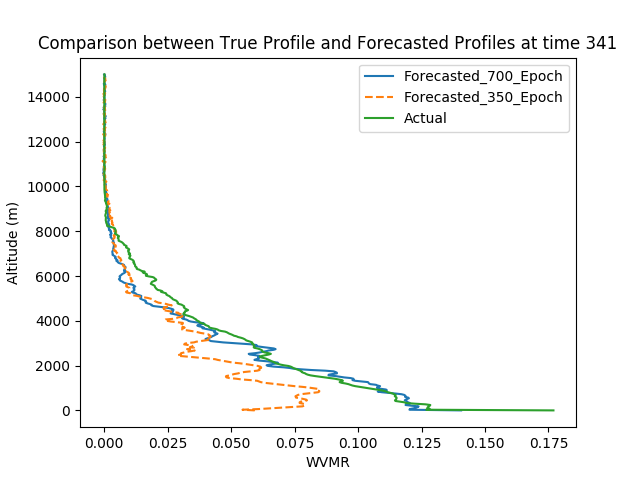 Comparison between True Profile and Forecasted Profiles at time 341
Forecasted_700_Epoch
Forecasted_350_Epoch
Actual
Altitude (m)
14000
12000
10000
8000
6000
4000
2000
0
0.000 0.025 0.050 0.075 0.100 0.125 0.150 0.175
WVMR